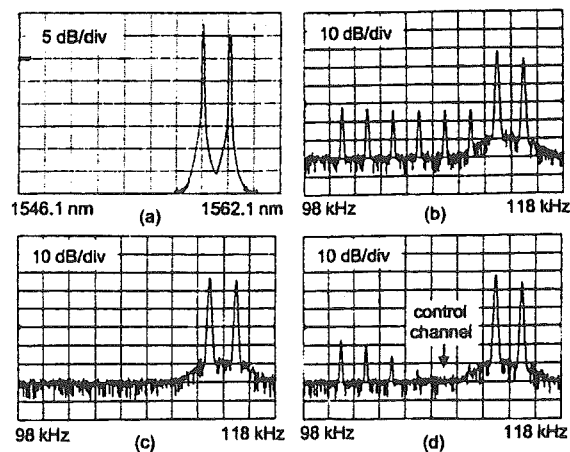 5 dB/div
10 dB/div
1546.1 nm
1562.1 nm
(a)
98 kHz
118 kHz
(b)
10 dB/div
10 dB/div
control
channel
98 kHz
118 kHz
(c)
98 kHz
118 kHz
(d)